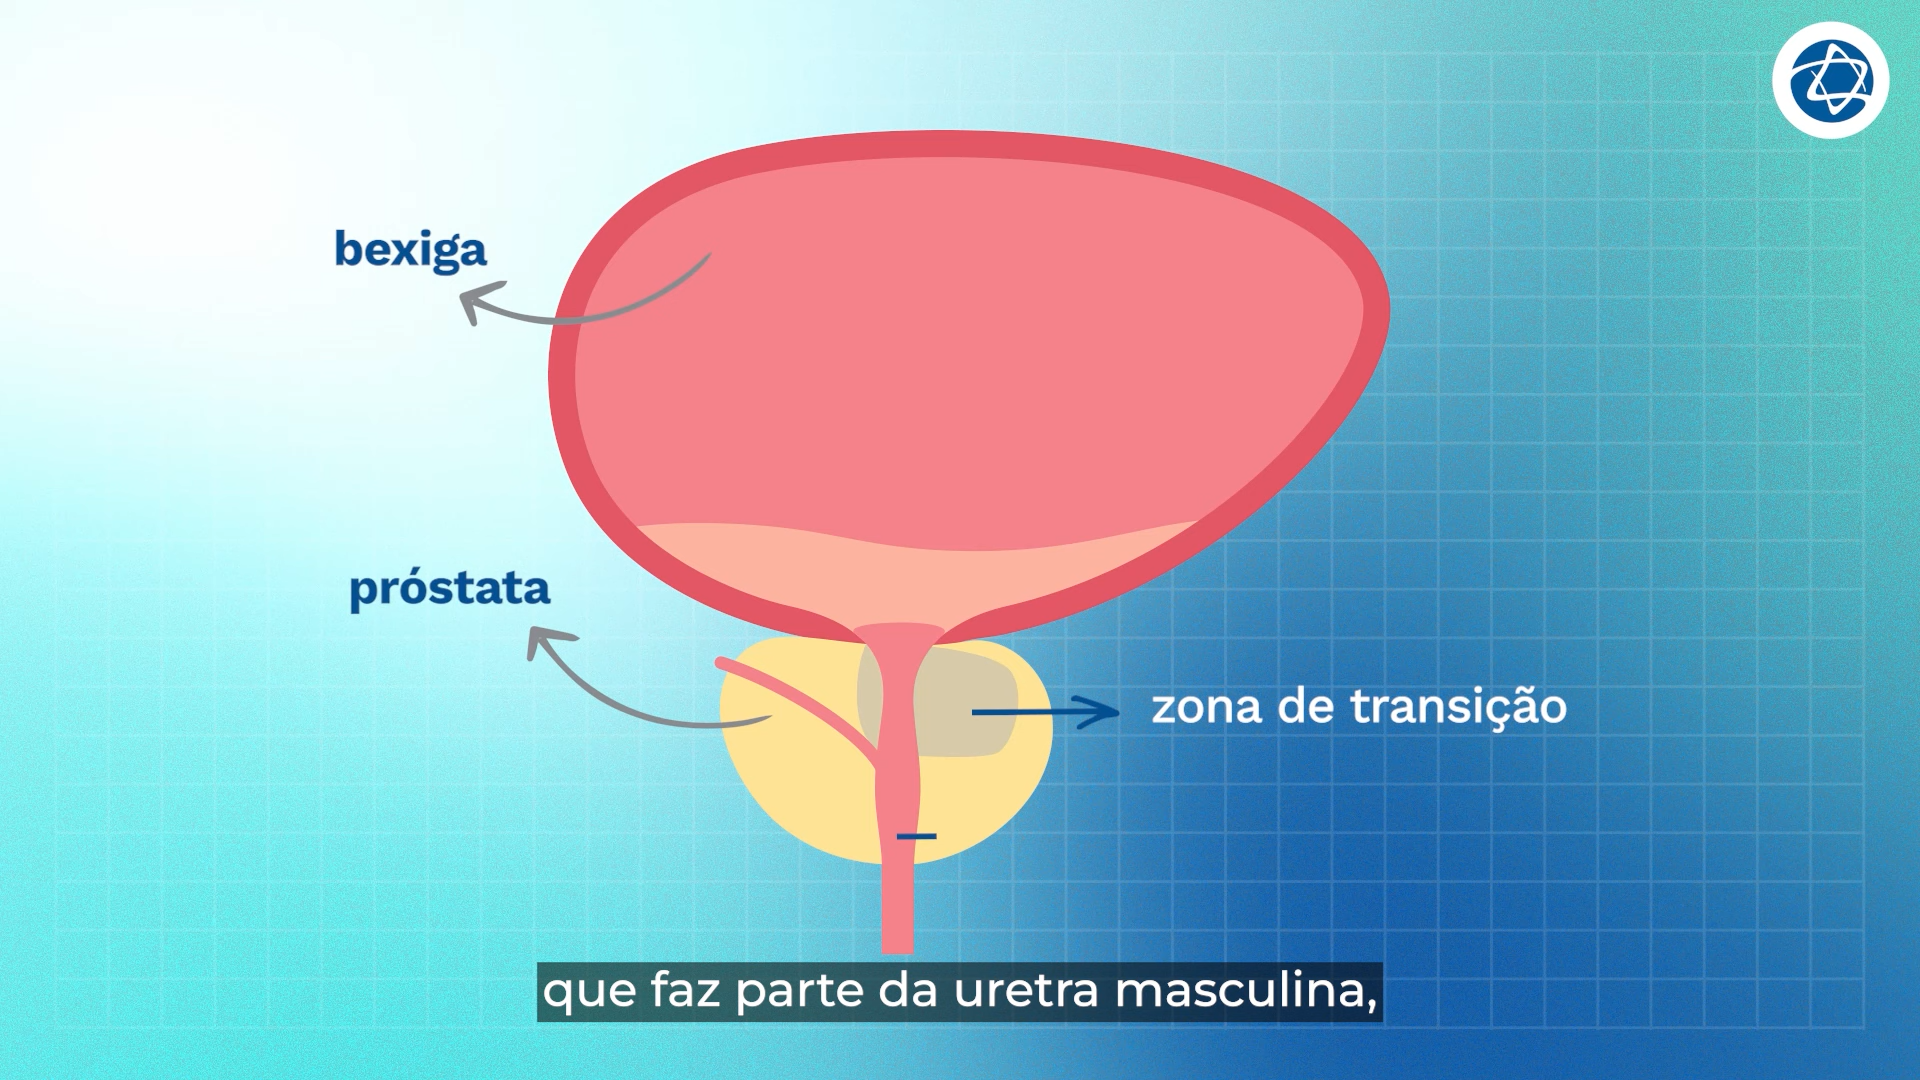 bexiga
próstata
zona de transição
que faz parte da uretra masculina,